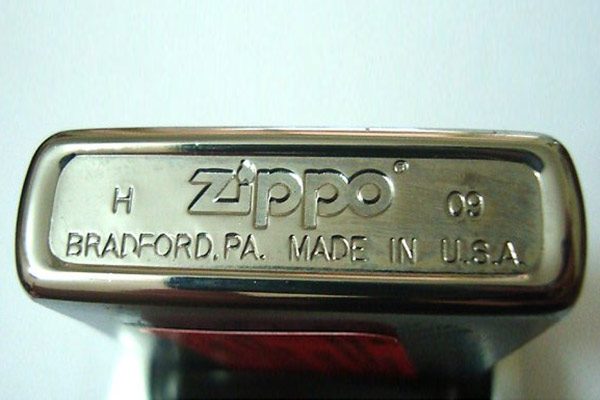 H zippo® 09
BRADFORD, PA. MADE IN U.S.A.